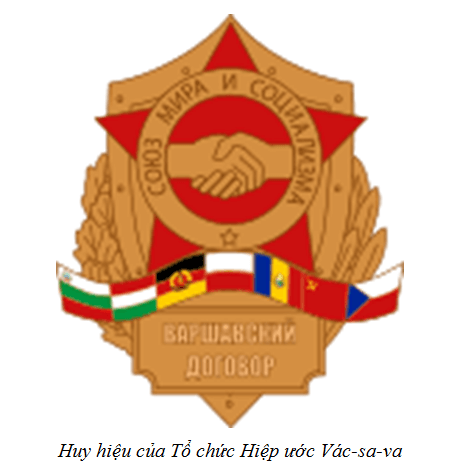 СОЮЗ МИРА И СОЦИАЛИЗМА
ВАРШАВСКИЙ
ДОГОВОР
Huy hiệu của Tổ chức Hiệp ước Vác-sa-va